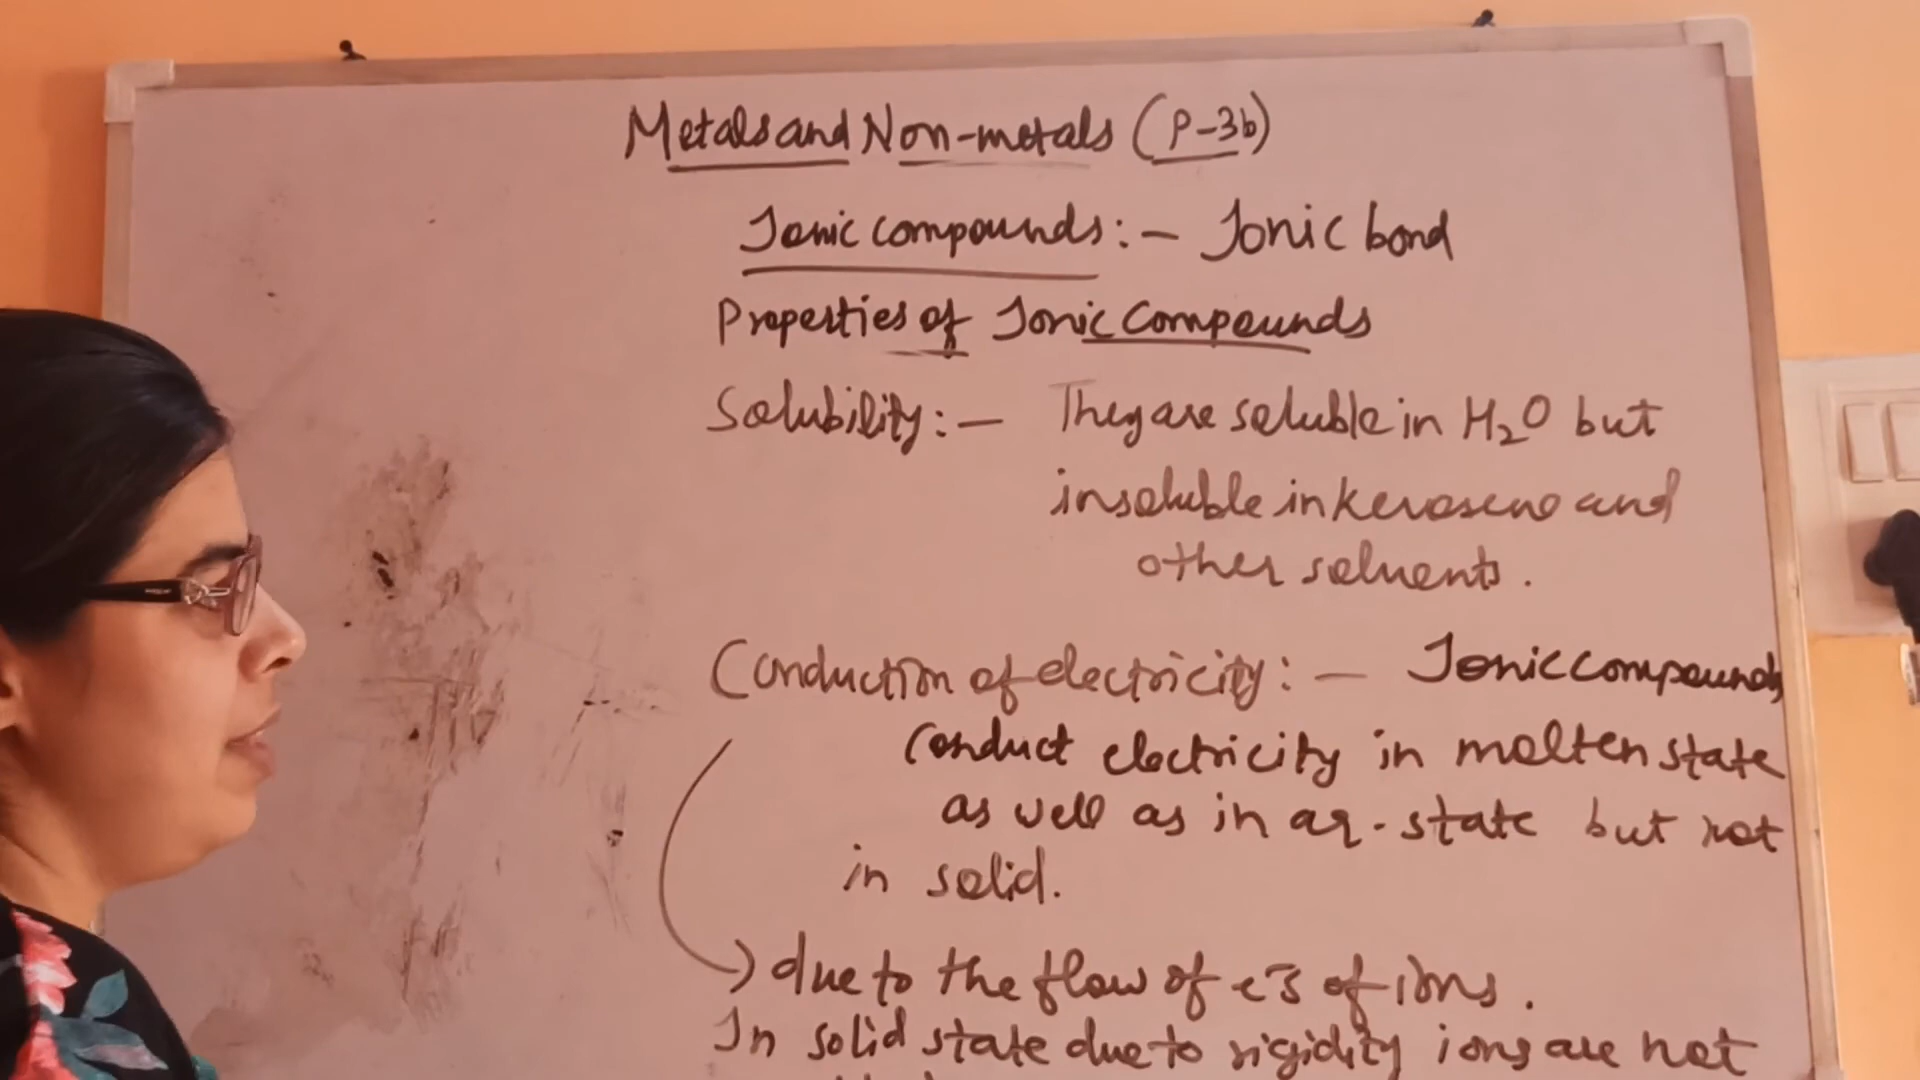 Metals and Non-metals (P-3b)
Ionic compounds:- Ionic bond
Properties of Ionic Compounds
Solubility:- They are soluble in H₂O but
insoluble in kerosene and
other solvents.
Conduction of electricity:- Ionic compounds
conduct electricity in molten state
as well as in aq. state but not
in solid.
due to the flow of e⁻s of ions.
In solid state due to rigidity ions are not